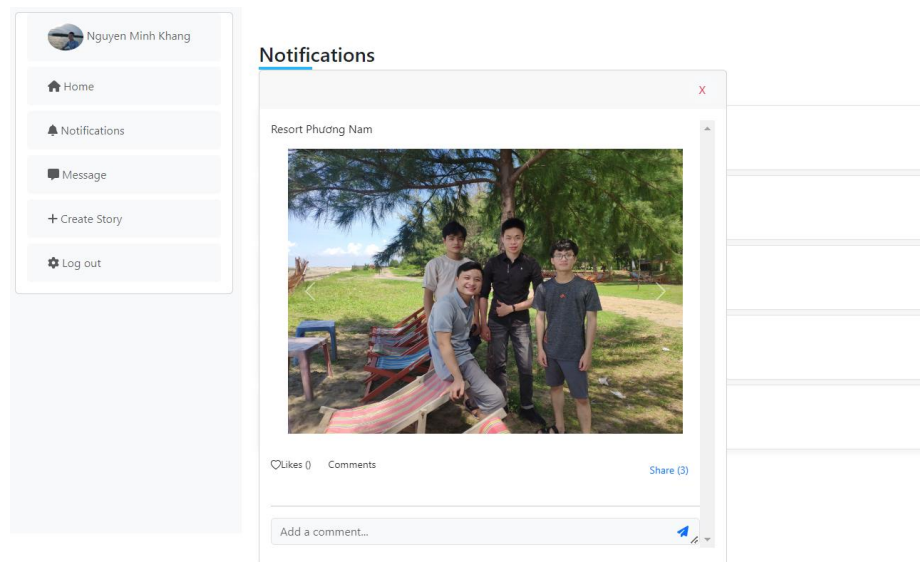 Nguyen Minh Khang
Home
Notifications
Message
Create Story
Log out
Notifications
X
Resort Phương Nam
Likes ()
Comments
Share (3)
Add a comment...